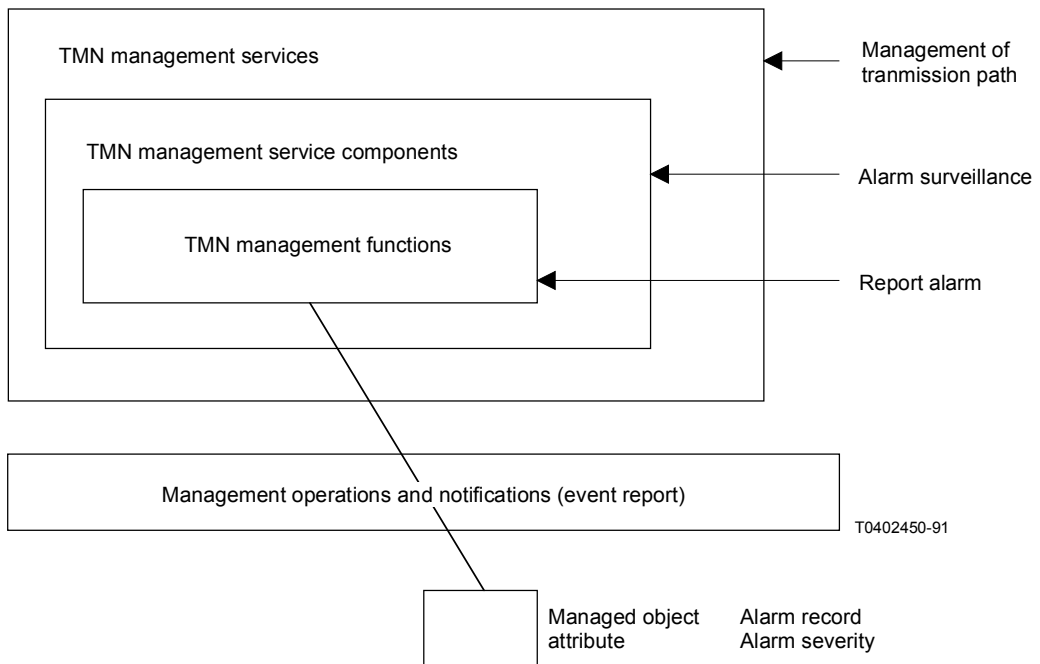 TMN management services
Management of
tranmission path
TMN management service components
Alarm surveillance
TMN management functions
Report alarm
Management operations and notifications (event report)
T0402450-91
Managed object
attribute
Alarm record
Alarm severity